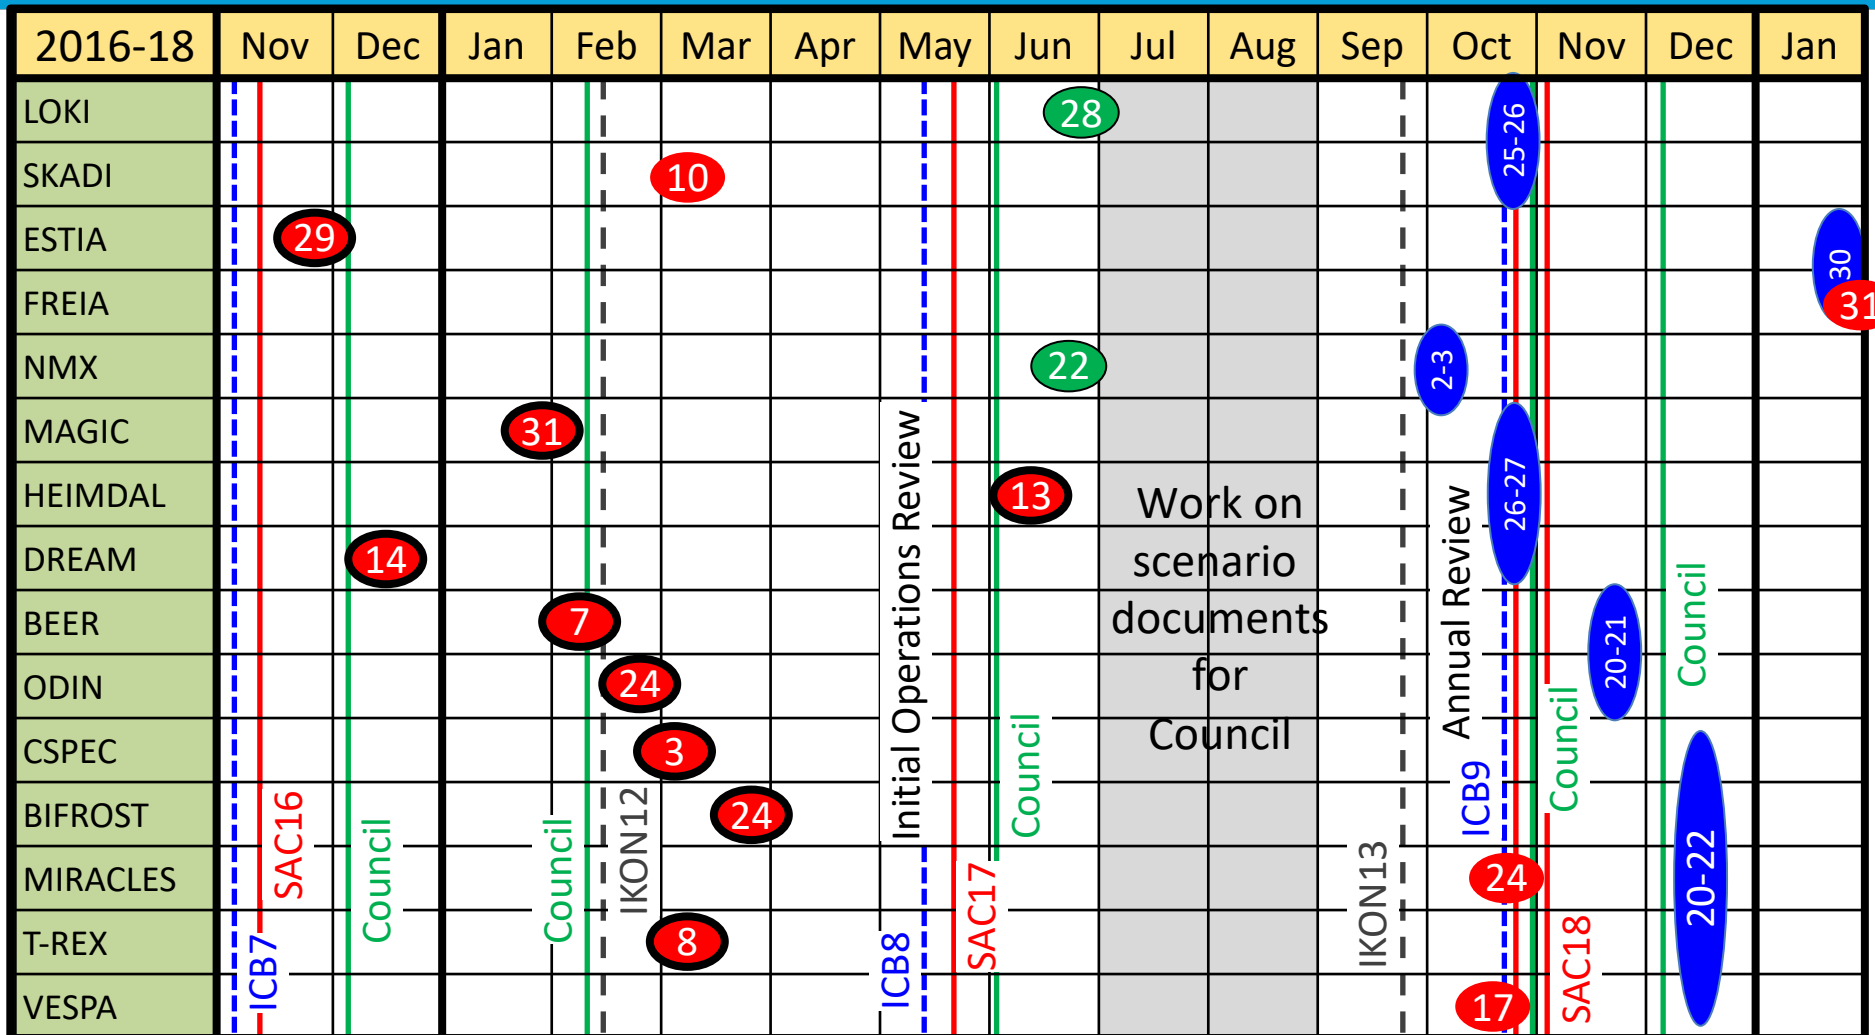 2016-18 Nov Dec Jan Feb Mar Apr May Jun Jul Aug Sep Oct Nov Dec Jan
LOKI 28
25-26
SKADI 10
ESTIA 29
30
FREIA 31
NMX 22 2-3
MAGIC 31
HEIMDAL 13
26-27
DREAM 14
BEER 7
20-21
ODIN 24
CSPEC 3
BIFROST 24
MIRACLES 24
20-22
T-REX 8
VESPA 17
ICB7
SAC16
Council
Council
IKON12
ICB8
Initial Operations Review
SAC17
Council
Work on
scenario
documents
for
Council
IKON13
Annual Review
ICB9
Council
SAC18
Council